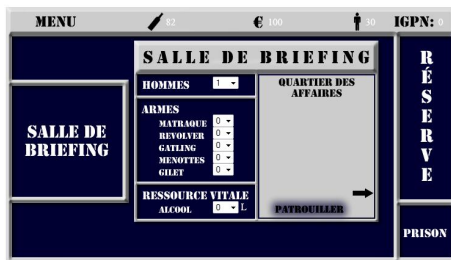 MENU 82 € 100 30 IGPN: 0
SALLE DE BRIEFING
HOMMES 1
ARMES
MATRAQUE 0
REVOLVER 0
GATLING 0
MENOTTES 0
GILET 0
RESSOURCE VITALE
ALCOOL 0 L
QUARTIER DES
AFFAIRES
PATROUILLER
SALLE DE
BRIEFING
RÉSERVE
PRISON